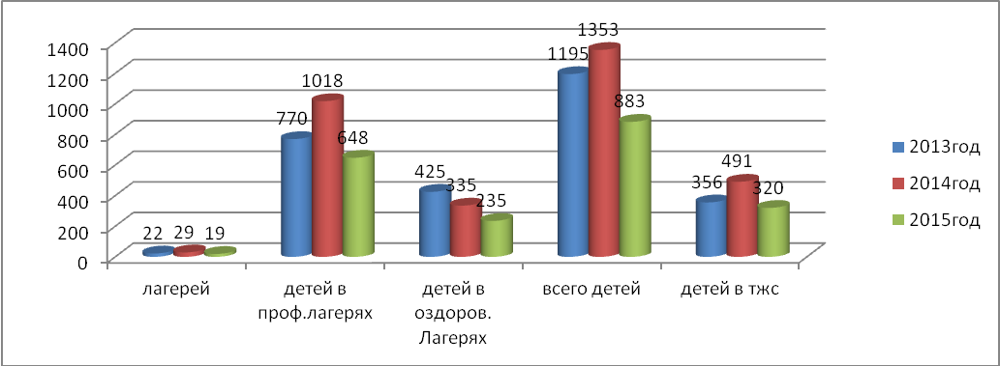 1400
1200
1000
800
600
400
200
0
22
29
19
770
1018
648
425
335
235
1195
1353
883
356
491
320
лагерей
детей в
проф.лагерях
детей в
оздоров.
Лагерях
всего детей
детей в тжс
2013год
2014год
2015год